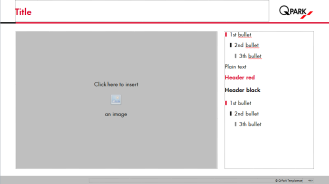 Title
QPARK
Click here to insert
an image
1st bullet
2nd bullet
3th bullet
Plain text
Header red
Header black
1st bullet
2nd bullet
3th bullet